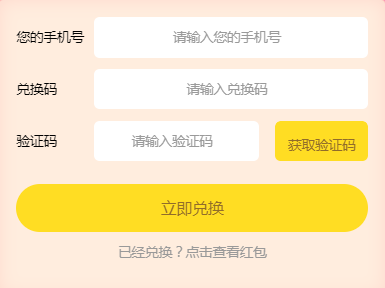 您的手机号 请输入您的手机号
兑换码 请输入兑换码
验证码 请输入验证码 获取验证码
立即兑换
已经兑换？点击查看红包